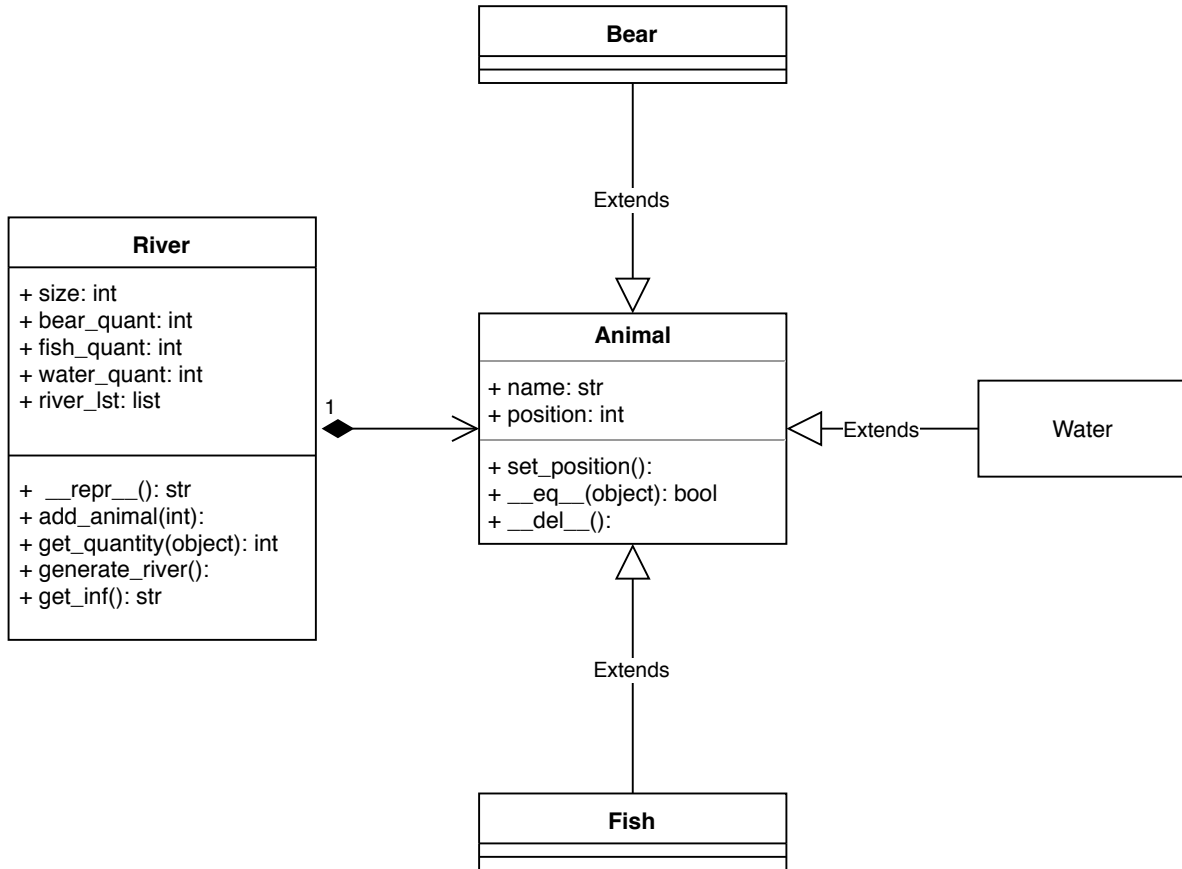 Bear
Extends
River
+ size: int
+ bear_quant: int
+ fish_quant: int
+ water_quant: int
+ river_lst: list
+  __repr__(): str
+ add_animal(int):
+ get_quantity(object): int
+ generate_river():
+ get_inf(): str
1
Animal
+ name: str
+ position: int
+ set_position():
+ __eq__(object): bool
+ __del__():
Extends
Water
Extends
Fish